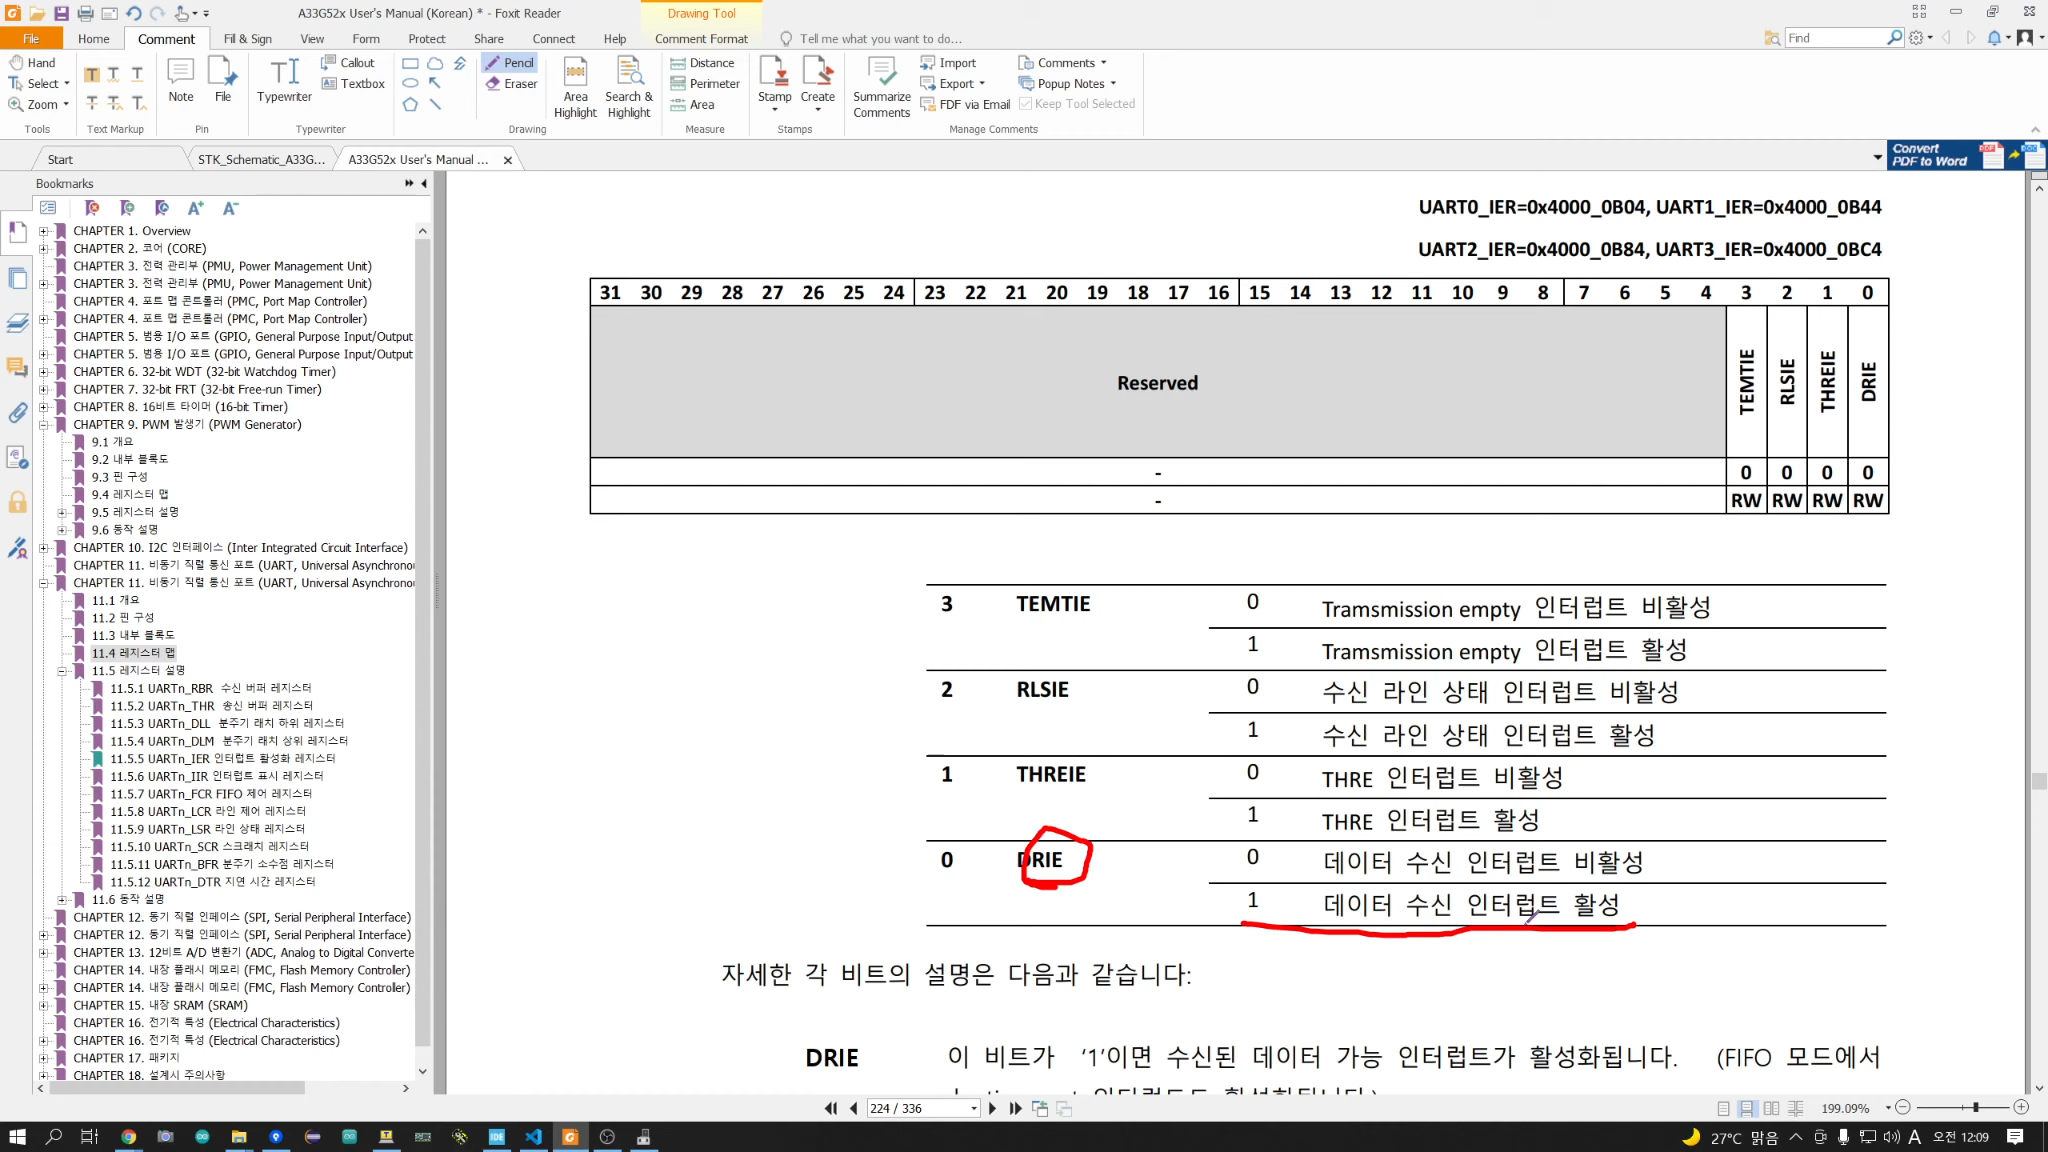 A33G52x User's Manual (Korean) * - Foxit Reader
Drawing Tool
File
Home
Comment
Fill & Sign
View
Form
Protect
Share
Connect
Help
Comment Format
Tell me what you want to do...
Find
Hand
Select
Zoom
Tools
Text Markup
Note
File
Pin
Typewriter
Callout
Textbox
Typewriter
Pencil
Eraser
Area Highlight
Search & Highlight
Drawing
Distance
Perimeter
Area
Measure
Stamp
Create
Stamps
Summarize Comments
Import
Export
FDF via Email
Comments
Popup Notes
Keep Tool Selected
Manage Comments
Start
STK_Schematic_A33G...
A33G52x User's Manual ...
Convert
PDF to Word
Bookmarks
CHAPTER 1. Overview
CHAPTER 2. 코어 (CORE)
CHAPTER 3. 전력 관리부 (PMU, Power Management Unit)
CHAPTER 3. 전력 관리부 (PMU, Power Management Unit)
CHAPTER 4. 포트 맵 콘트롤러 (PMC, Port Map Controller)
CHAPTER 4. 포트 맵 콘트롤러 (PMC, Port Map Controller)
CHAPTER 5. 범용 I/O 포트 (GPIO, General Purpose Input/Output
CHAPTER 5. 범용 I/O 포트 (GPIO, General Purpose Input/Output
CHAPTER 6. 32-bit WDT (32-bit Watchdog Timer)
CHAPTER 7. 32-bit FRT (32-bit Free-run Timer)
CHAPTER 8. 16비트 타이머 (16-bit Timer)
CHAPTER 9. PWM 발생기 (PWM Generator)
9.1 개요
9.2 내부 블록도
9.3 핀 구성
9.4 레지스터 맵
9.5 레지스터 설명
9.6 동작 설명
CHAPTER 10. I2C 인터페이스 (Inter Integrated Circuit Interface)
CHAPTER 11. 비동기 직렬 통신 포트 (UART, Universal Asynchrono
CHAPTER 11. 비동기 직렬 통신 포트 (UART, Universal Asynchrono
11.1 개요
11.2 핀 구성
11.3 내부 블록도
11.4 레지스터 맵
11.5 레지스터 설명
11.5.1 UARTn_RBR 수신 버퍼 레지스터
11.5.2 UARTn_THR 송신 버퍼 레지스터
11.5.3 UARTn_DLL 분주기 래치 하위 레지스터
11.5.4 UARTn_DLM 분주기 래치 상위 레지스터
11.5.5 UARTn_IER 인터럽트 활성화 레지스터
11.5.6 UARTn_IIR 인터럽트 표시 레지스터
11.5.7 UARTn_FCR FIFO 제어 레지스터
11.5.8 UARTn_LCR 라인 제어 레지스터
11.5.9 UARTn_LSR 라인 상태 레지스터
11.5.10 UARTn_SCR 스크래치 레지스터
11.5.11 UARTn_BFR 분주기 소수점 레지스터
11.5.12 UARTn_DTR 지연 시간 레지스터
11.6 동작 설명
CHAPTER 12. 동기 직렬 인페이스 (SPI, Serial Peripheral Interface)
CHAPTER 12. 동기 직렬 인페이스 (SPI, Serial Peripheral Interface)
CHAPTER 13. 12비트 A/D 변환기 (ADC, Analog to Digital Converte
CHAPTER 14. 내장 플래시 메모리 (FMC, Flash Memory Controller)
CHAPTER 14. 내장 플래시 메모리 (FMC, Flash Memory Controller)
CHAPTER 15. 내장 SRAM (SRAM)
CHAPTER 16. 전기적 특성 (Electrical Characteristics)
CHAPTER 16. 전기적 특성 (Electrical Characteristics)
CHAPTER 17. 패키지
CHAPTER 18. 설계시 주의사항
UART0_IER=0x4000_0B04, UART1_IER=0x4000_0B44
UART2_IER=0x4000_0B84, UART3_IER=0x4000_0BC4
31 30 29 28 27 26 25 24 23 22 21 20 19 18 17 16 15 14 13 12 11 10 9 8 7 6 5 4 3 2 1 0
Reserved TEMTIE RLSIE THREIE DRIE
- 0 0 0 0
- RW RW RW RW
3 TEMTIE 0 Tramsmission empty 인터럽트 비활성
1 Tramsmission empty 인터럽트 활성
2 RLSIE 0 수신 라인 상태 인터럽트 비활성
1 수신 라인 상태 인터럽트 활성
1 THREIE 0 THRE 인터럽트 비활성
1 THRE 인터럽트 활성
0 DRIE 0 데이터 수신 인터럽트 비활성
1 데이터 수신 인터럽트 활성
자세한 각 비트의 설명은 다음과 같습니다:
DRIE 이 비트가 '1'이면 수신된 데이터 가능 인터럽트가 활성화됩니다. (FIFO 모드에서
224 / 336
199.09%
27°C 맑음
A
오전 12:09